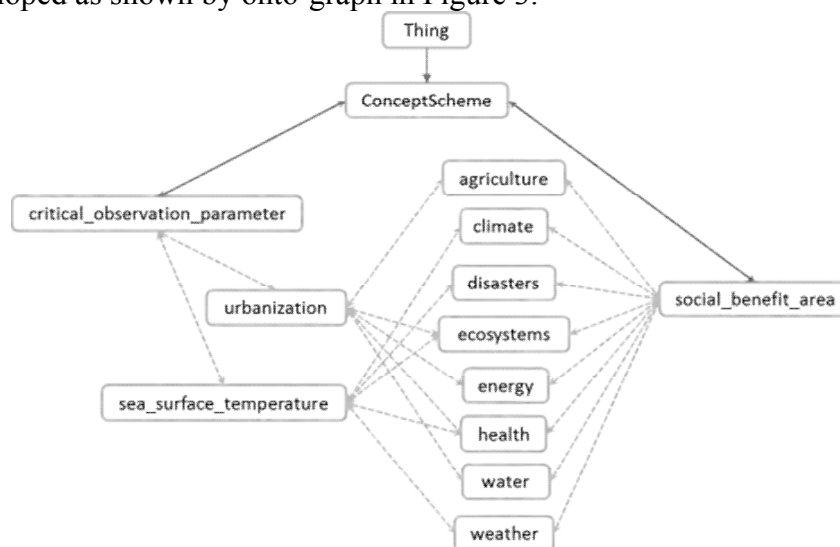 loped as shown by onto-graph in Figure 3.
Thing
ConceptScheme
critical_observation_parameter
agriculture
climate
disasters
social_benefit_area
urbanization
ecosystems
energy
sea_surface_temperature
health
water
weather